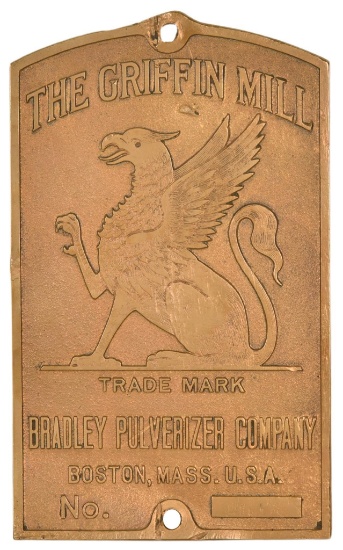 THE GRIFFIN MILL
TRADE MARK
BRADLEY PULVERIZER COMPANY
BOSTON, MASS. U.S.A.
No.